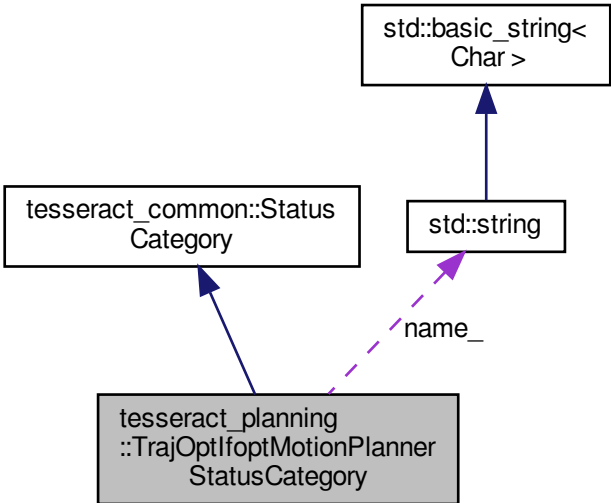 std::basic_string<
Char >
tesseract_common::Status
Category
std::string
name_
tesseract_planning
::TrajOptIfoptMotionPlanner
StatusCategory